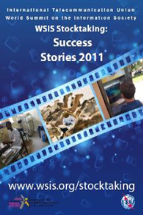 International Telecommunication Union
World Summit on the Information Society
WSIS Stocktaking:
Success
Stories 2011
www.wsis.org/stocktaking